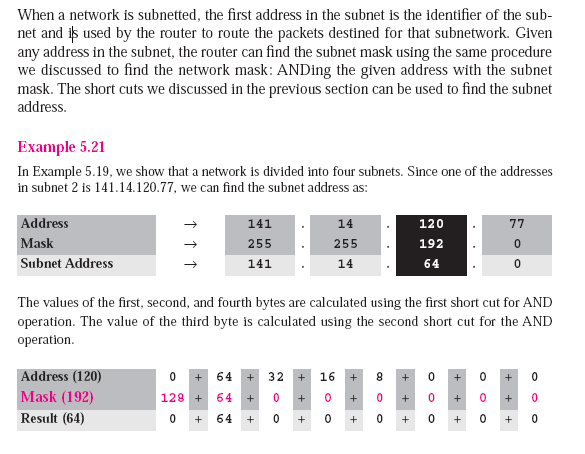 When a network is subnetted, the first address in the subnet is the identifier of the sub-
net and is used by the router to route the packets destined for that subnetwork. Given
any address in the subnet, the router can find the subnet mask using the same procedure
we discussed to find the network mask: ANDing the given address with the subnet
mask. The short cuts we discussed in the previous section can be used to find the subnet
address.
Example 5.21
In Example 5.19, we show that a network is divided into four subnets. Since one of the addresses
in subnet 2 is 141.14.120.77, we can find the subnet address as:
Address → 141 . 14 . 120 . 77
Mask → 255 . 255 . 192 . 0
Subnet Address → 141 . 14 . 64 . 0
The values of the first, second, and fourth bytes are calculated using the first short cut for AND
operation. The value of the third byte is calculated using the second short cut for the AND
operation.
Address (120) 0 + 64 + 32 + 16 + 8 + 0 + 0 + 0
Mask (192) 128 + 64 + 0 + 0 + 0 + 0 + 0 + 0
Result (64) 0 + 64 + 0 + 0 + 0 + 0 + 0 + 0